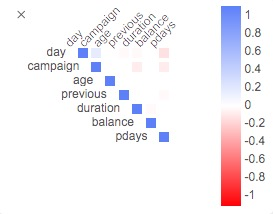 ×
day
campaign
age
previous
duration
balance
pdays
day
campaign
age
previous
duration
balance
pdays
1
0.8
0.6
0.4
0.2
0
-0.2
-0.4
-0.6
-0.8
-1